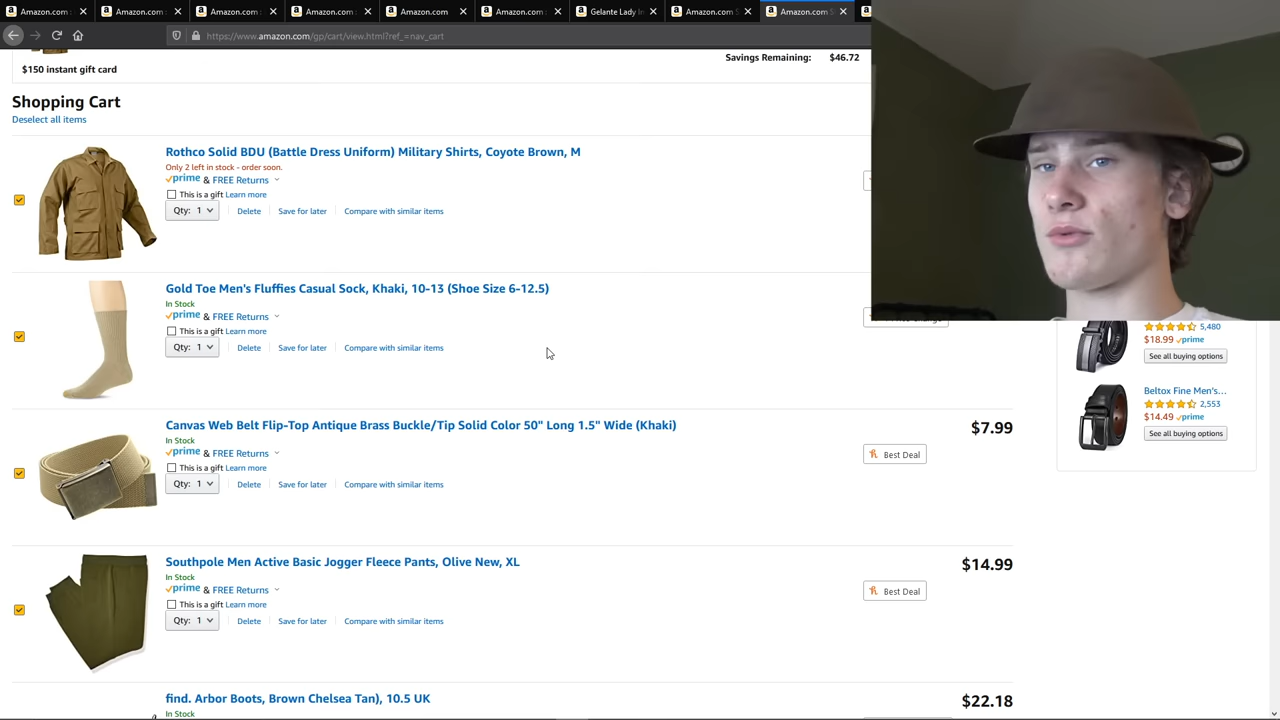 Amazon.com :
Amazon.com :
Amazon.com :
Amazon.com :
Amazon.com
Amazon.com :
Gelante Lady In
Amazon.com S
Amazon.com S
https://www.amazon.com/gp/cart/view.html?ref_=nav_cart
$150 instant gift card
Savings Remaining: $46.72
Shopping Cart
Deselect all items
Rothco Solid BDU (Battle Dress Uniform) Military Shirts, Coyote Brown, M
Only 2 left in stock - order soon.
prime & FREE Returns
This is a gift Learn more
Qty: 1 Delete Save for later Compare with similar items
Gold Toe Men's Fluffies Casual Sock, Khaki, 10-13 (Shoe Size 6-12.5)
In Stock
prime & FREE Returns
This is a gift Learn more
Qty: 1 Delete Save for later Compare with similar items
Canvas Web Belt Flip-Top Antique Brass Buckle/Tip Solid Color 50" Long 1.5" Wide (Khaki)
$7.99
In Stock
prime & FREE Returns
Best Deal
This is a gift Learn more
Qty: 1 Delete Save for later Compare with similar items
Southpole Men Active Basic Jogger Fleece Pants, Olive New, XL
$14.99
In Stock
prime & FREE Returns
Best Deal
This is a gift Learn more
Qty: 1 Delete Save for later Compare with similar items
find. Arbor Boots, Brown Chelsea Tan), 10.5 UK
$22.18
In Stock
5,480
$18.99 prime
See all buying options
Beltox Fine Men's...
2,553
$14.49 prime
See all buying options